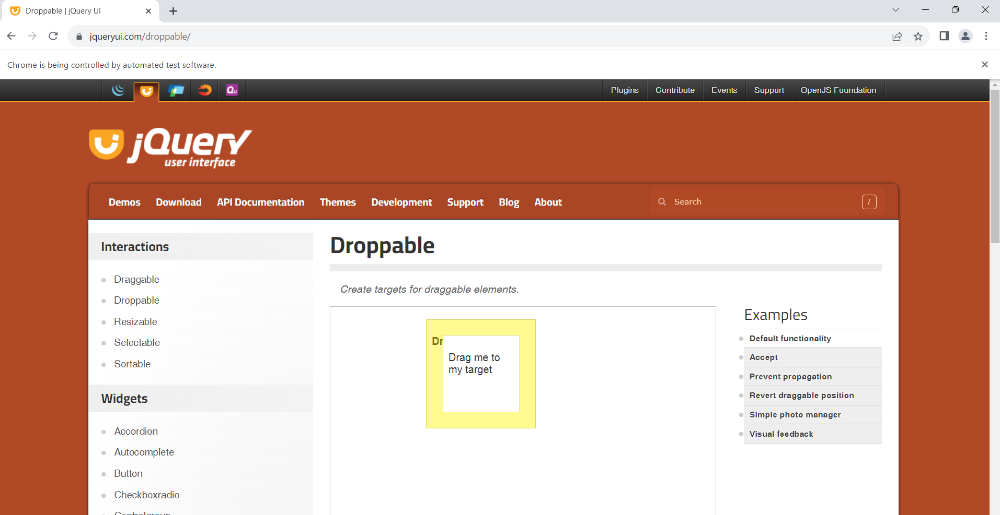 Droppable | jQuery UI
jqueryui.com/droppable/
Chrome is being controlled by automated test software.
Qu
Plugins Contribute Events Support OpenJS Foundation
jQuery
user interface
Demos Download API Documentation Themes Development Support Blog About Search /
Interactions
Draggable
Droppable
Resizable
Selectable
Sortable
Widgets
Accordion
Autocomplete
Button
Checkboxradio
Droppable
Create targets for draggable elements.
Dr
Drag me to
my target
Examples
Default functionality
Accept
Prevent propagation
Revert draggable position
Simple photo manager
Visual feedback